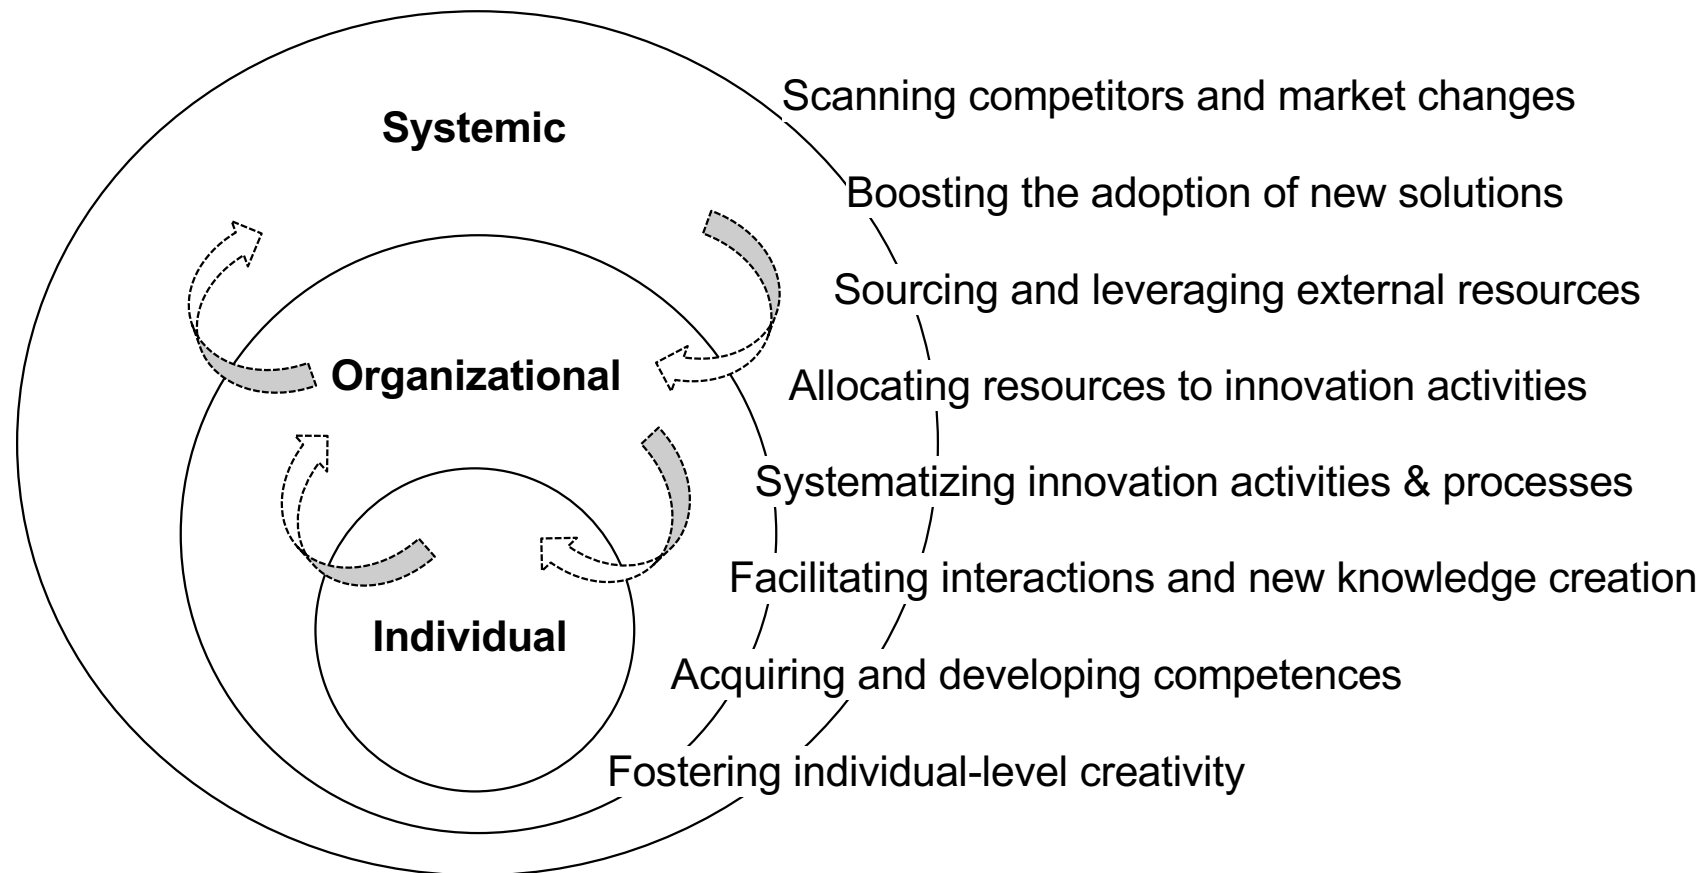 Systemic
Organizational
Individual
Scanning competitors and market changes
Boosting the adoption of new solutions
Sourcing and leveraging external resources
Allocating resources to innovation activities
Systematizing innovation activities & processes
Facilitating interactions and new knowledge creation
Acquiring and developing competences
Fostering individual-level creativity